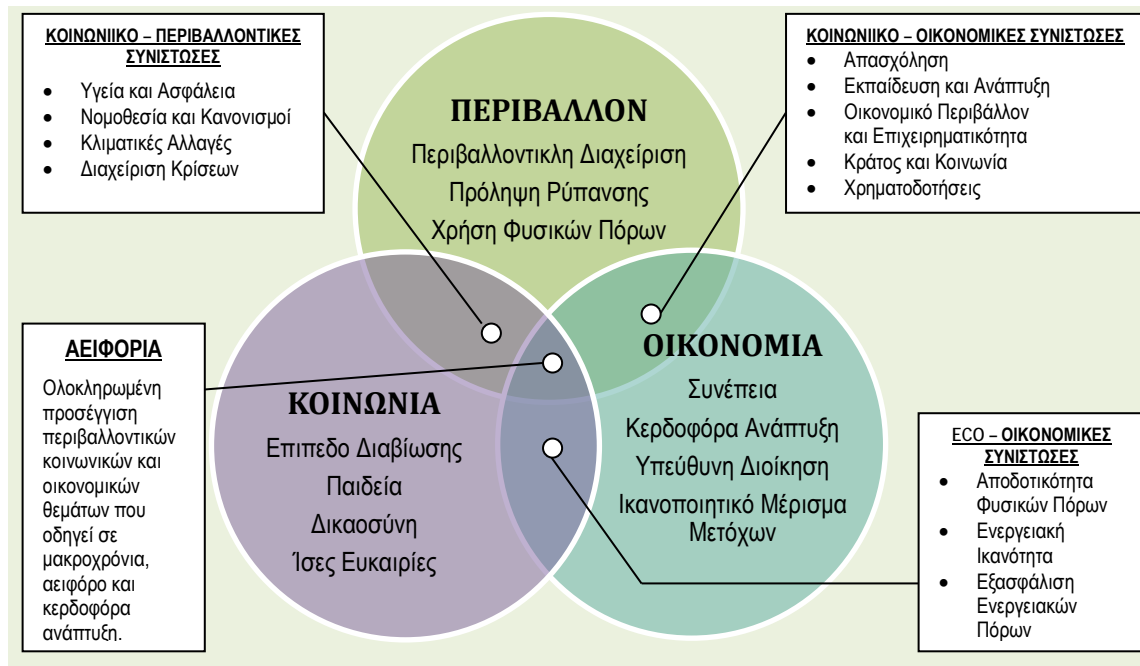 ΚΟΙΝΩΝΙΙΚΟ – ΠΕΡΙΒΑΛΛΟΝΤΙΚΕΣ
ΣΥΝΙΣΤΩΣΕΣ
• Υγεία και Ασφάλεια
• Νομοθεσία και Κανονισμοί
• Κλιματικές Αλλαγές
• Διαχείριση Κρίσεων
ΠΕΡΙΒΑΛΛΟΝ
Περιβαλλοντικλη Διαχείριση
Πρόληψη Ρύπανσης
Χρήση Φυσικών Πόρων
ΚΟΙΝΩΝΙΙΚΟ – ΟΙΚΟΝΟΜΙΚΕΣ ΣΥΝΙΣΤΩΣΕΣ
• Απασχόληση
• Εκπαίδευση και Ανάπτυξη
• Οικονομικό Περιβάλλον
και Επιχειρηματικότητα
• Κράτος και Κοινωνία
• Χρηματοδοτήσεις
ΑΕΙΦΟΡΙΑ
Ολοκληρωμένη
προσέγγιση
περιβαλλοντικών
κοινωνικών και
οικονομικών
θεμάτων που
οδηγεί σε
μακροχρόνια,
αειφόρο και
κερδοφόρα
ανάπτυξη.
ΚΟΙΝΩΝΙΑ
Επιπεδο Διαβίωσης
Παιδεία
Δικαοσύνη
Ίσες Ευκαιρίες
ΟΙΚΟΝΟΜΙΑ
Συνέπεια
Κερδοφόρα Ανάπτυξη
Υπεύθυνη Διοίκηση
Ικανοποιητικό Μέρισμα
Μετόχων
ECO – ΟΙΚΟΝΟΜΙΚΕΣ
ΣΥΝΙΣΤΩΣΕΣ
• Αποδοτικότητα
Φυσικών Πόρων
• Ενεργειακή
Ικανότητα
• Εξασφάλιση
Ενεργειακών
Πόρων